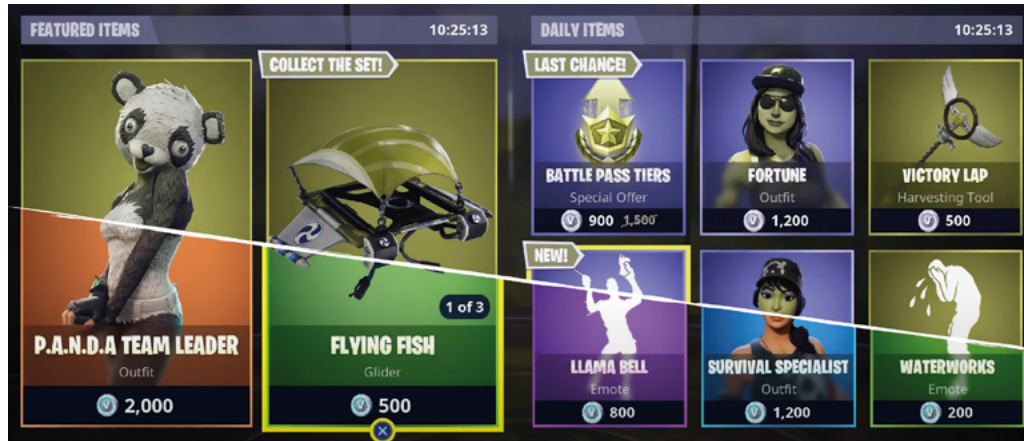 FEATURED ITEMS
10:25:13
COLLECT THE SET!
P.A.N.D.A TEAM LEADER
Outfit
2,000
1 of 3
FLYING FISH
Glider
500
DAILY ITEMS
10:25:13
LAST CHANCE!
BATTLE PASS TIERS
Special Offer
900 1,500
FORTUNE
Outfit
1,200
VICTORY LAP
Harvesting Tool
500
NEW!
LLAMA BELL
Emote
800
SURVIVAL SPECIALIST
Outfit
1,200
WATERWORKS
Emote
200